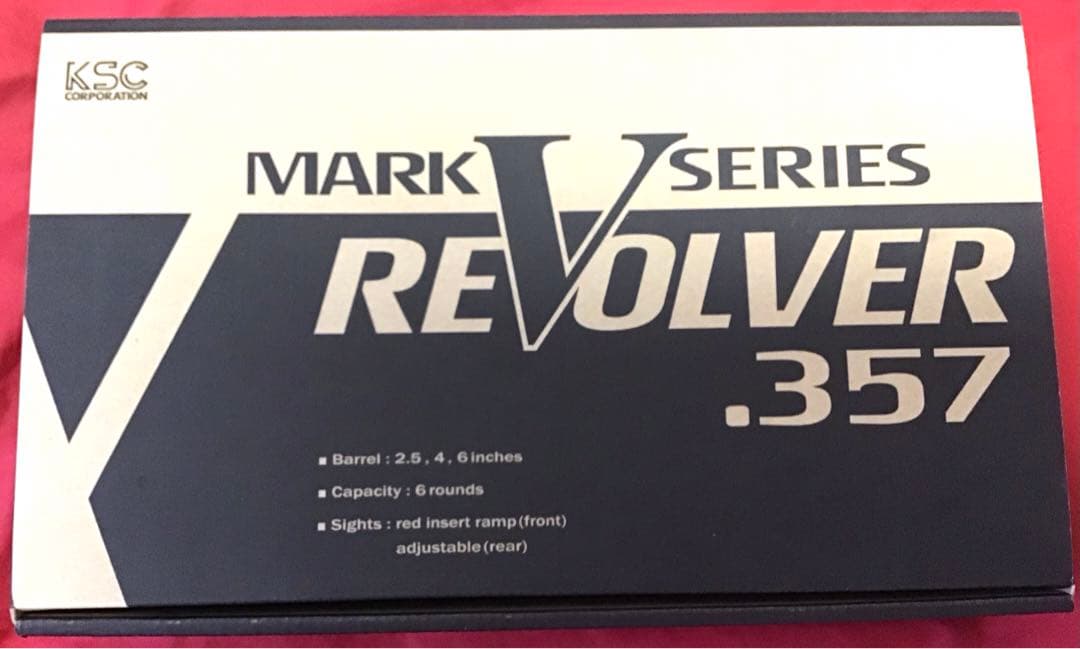 KSC
CORPORATION
MARK V SERIES
REVOLVER
.357
■ Barrel : 2.5 , 4 , 6 inches
■ Capacity : 6 rounds
■ Sights : red insert ramp (front)
adjustable (rear)